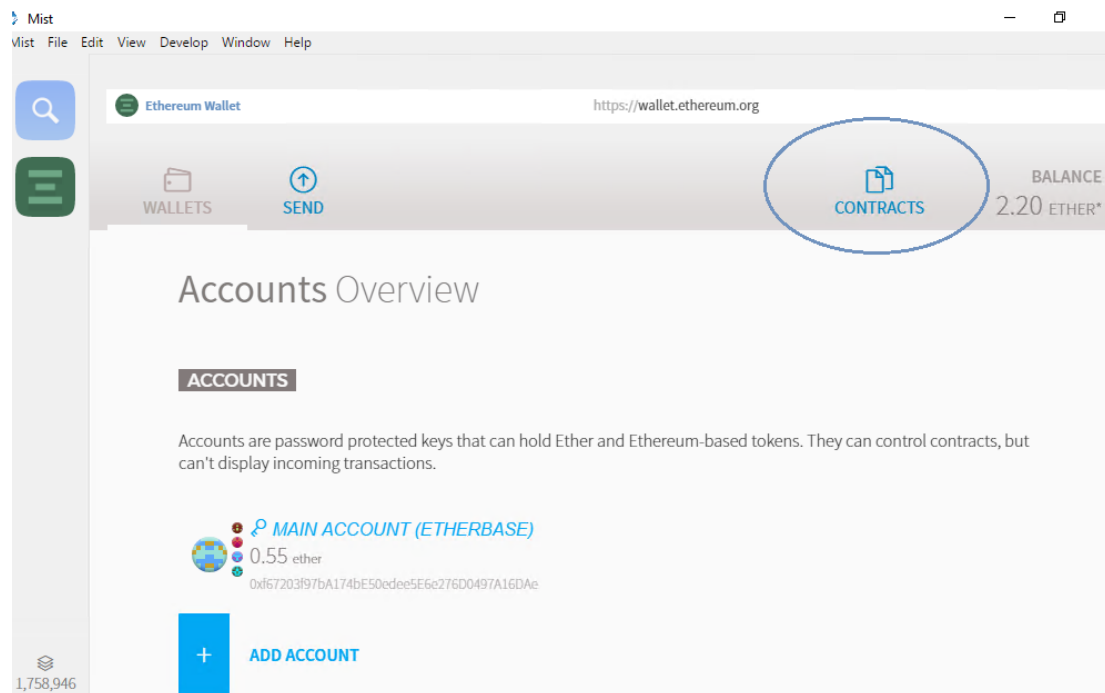 Mist
Mist File Edit View Develop Window Help
Ethereum Wallet https://wallet.ethereum.org
WALLETS SEND CONTRACTS BALANCE
2.20 ETHER*
Accounts Overview
ACCOUNTS
Accounts are password protected keys that can hold Ether and Ethereum-based tokens. They can control contracts, but
can't display incoming transactions.
MAIN ACCOUNT (ETHERBASE)
0.55 ether
0xf67203f97bA174bE50edee5E6e276D0497A16DAe
ADD ACCOUNT
1,758,946